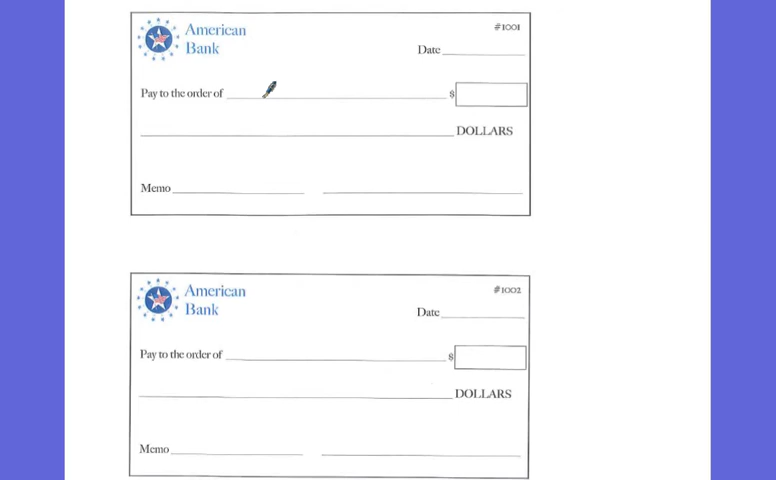 American
Bank
#1001
Date
Pay to the order of
$
DOLLARS
Memo
American
Bank
#1002
Date
Pay to the order of
$
DOLLARS
Memo